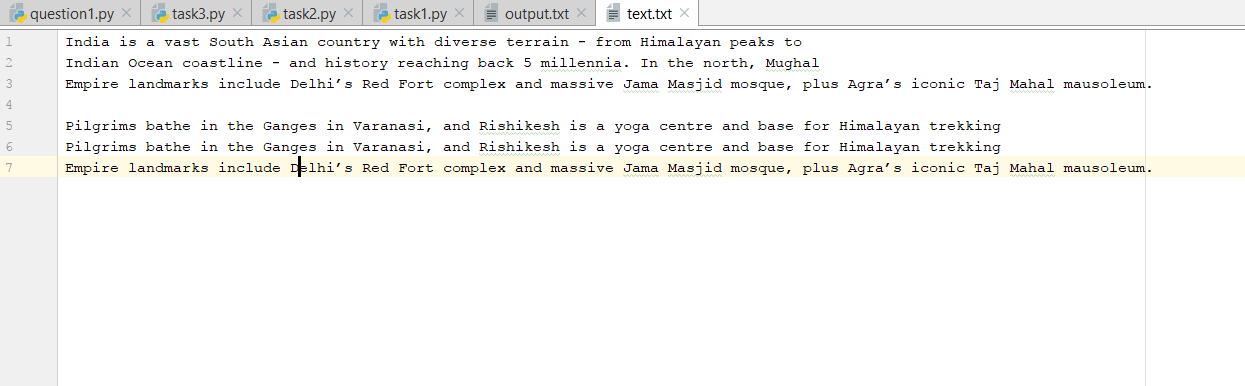 question1.py task3.py task2.py task1.py output.txt text.txt
1 India is a vast South Asian country with diverse terrain - from Himalayan peaks to
2 Indian Ocean coastline - and history reaching back 5 millennia. In the north, Mughal
3 Empire landmarks include Delhi’s Red Fort complex and massive Jama Masjid mosque, plus Agra’s iconic Taj Mahal mausoleum.
4
5 Pilgrims bathe in the Ganges in Varanasi, and Rishikesh is a yoga centre and base for Himalayan trekking
6 Pilgrims bathe in the Ganges in Varanasi, and Rishikesh is a yoga centre and base for Himalayan trekking
7 Empire landmarks include Delhi’s Red Fort complex and massive Jama Masjid mosque, plus Agra’s iconic Taj Mahal mausoleum.